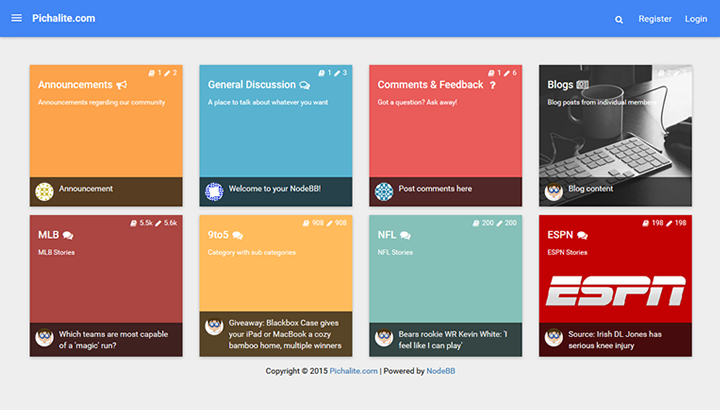 Pichalite.com
Register Login
1 2
Announcements
Announcements regarding our community
Announcement
1 3
General Discussion
A place to talk about whatever you want
Welcome to your NodeBB!
1 6
Comments & Feedback ?
Got a question? Ask away!
Post comments here
Blogs
Blog posts from individual members
Blog content
5.5k 5.6k
MLB
MLB Stories
Which teams are most capable
of a 'magic' run?
908 908
9to5
Category with sub categories
Giveaway: Blackbox Case gives
your iPad or MacBook a cozy
bamboo home, multiple winners
200 200
NFL
NFL Stories
Bears rookie WR Kevin White: 'I
feel like I can play'
198 198
ESPN
ESPN Stories
ESPN
Source: Irish DL Jones has
serious knee injury
Copyright © 2015 Pichalite.com | Powered by NodeBB